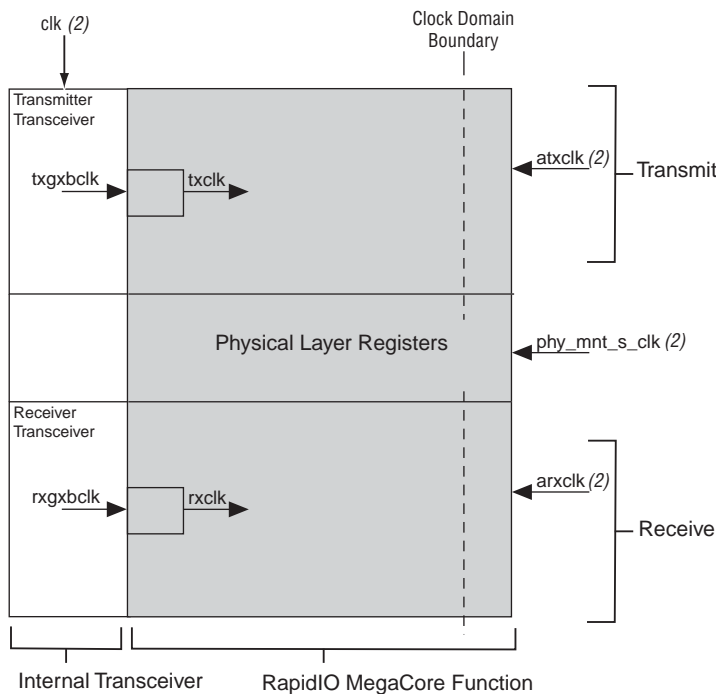 clk (2)
Clock Domain
Boundary
Transmitter
Transceiver
txgxbclk
txclk
atxclk (2)
Transmit
Physical Layer Registers
phy_mnt_s_clk (2)
Receiver
Transceiver
rxgxbclk
rxclk
arxclk (2)
Receive
Internal Transceiver
RapidIO MegaCore Function